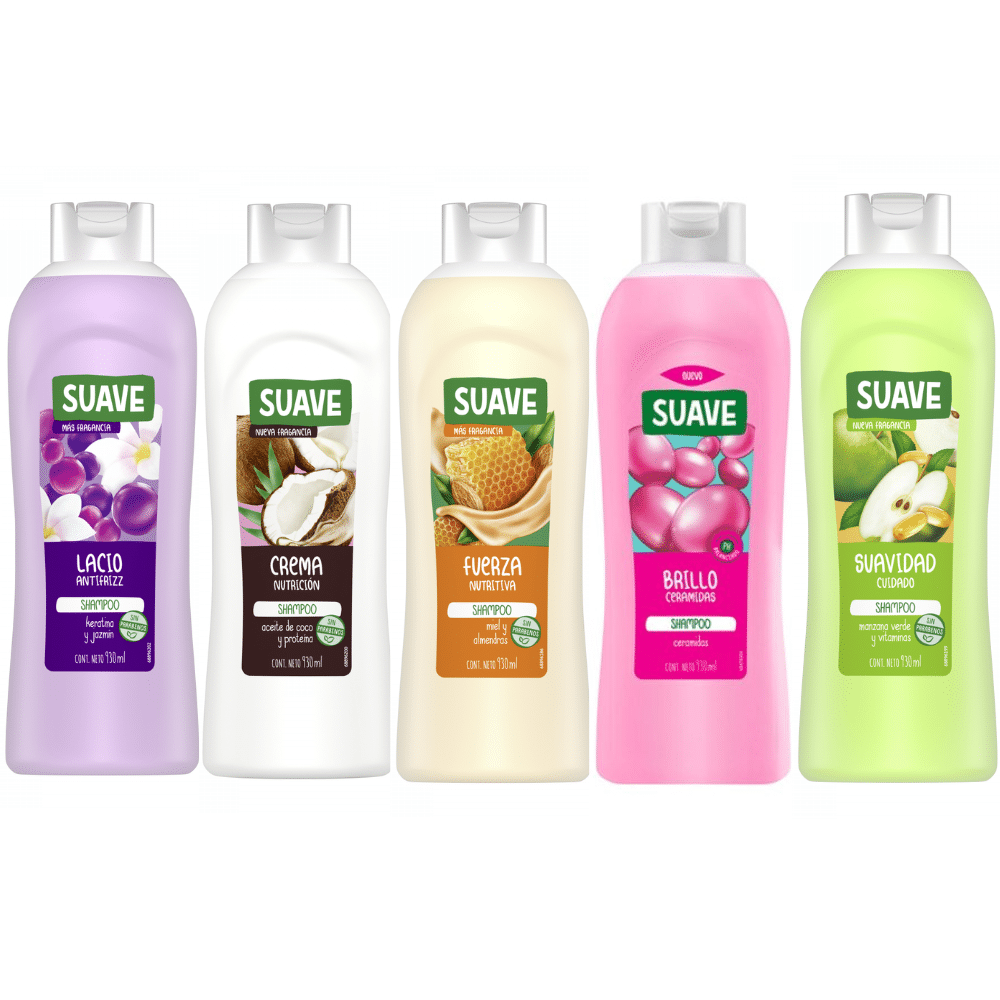 SUAVE
MÁS FRAGANCIA
LACIO
ANTIFRIZZ
SHAMPOO
keratina
y jazmín
SIN
PARABENOS
CONT. NETO 930 ml
SUAVE
NUEVA FRAGANCIA
CREMA
NUTRICIÓN
SHAMPOO
aceite de coco
y proteína
SIN
PARABENOS
CONT. NETO 930 ml
SUAVE
MÁS FRAGANCIA
FUERZA
NUTRITIVA
SHAMPOO
miel y
almendras
SIN
PARABENOS
CONT. NETO 930 ml
NUEVO
SUAVE
PH
BALANCEADO
BRILLO
CERAMIDAS
SHAMPOO
ceramidas
CONT. NETO 930 ml
SUAVE
NUEVA FRAGANCIA
SUAVIDAD
CUIDADO
SHAMPOO
manzana verde
y vitaminas
SIN
PARABENOS
CONT. NETO 930 ml